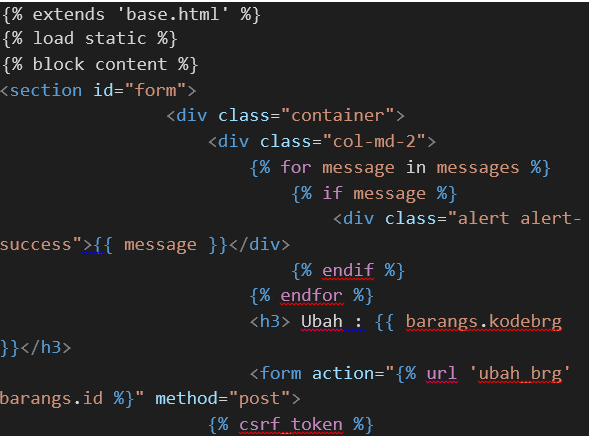 {% extends 'base.html' %}
{% load static %}
{% block content %}
<section id="form">
<div class="container">
<div class="col-md-2">
{% for message in messages %}
{% if message %}
<div class="alert alert-
success">{{ message }}</div>
{% endif %}
{% endfor %}
<h3> Ubah : {{ barangs.kodebrg
}}</h3>
<form action="{% url 'ubah_brg'
barangs.id %}" method="post">
{% csrf_token %}